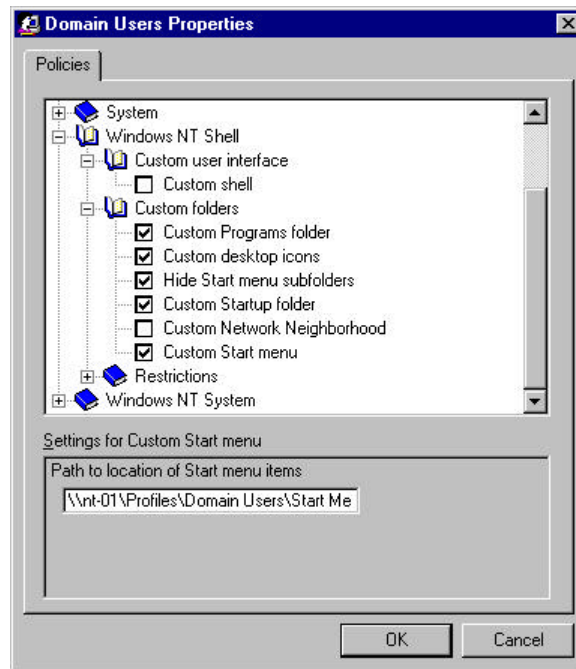 Domain Users Properties
Policies
System
Windows NT Shell
Custom user interface
Custom shell
Custom folders
Custom Programs folder
Custom desktop icons
Hide Start menu subfolders
Custom Startup folder
Custom Network Neighborhood
Custom Start menu
Restrictions
Windows NT System
Settings for Custom Start menu
Path to location of Start menu items
\\nt-01\Profiles\Domain Users\Start Me
OK Cancel